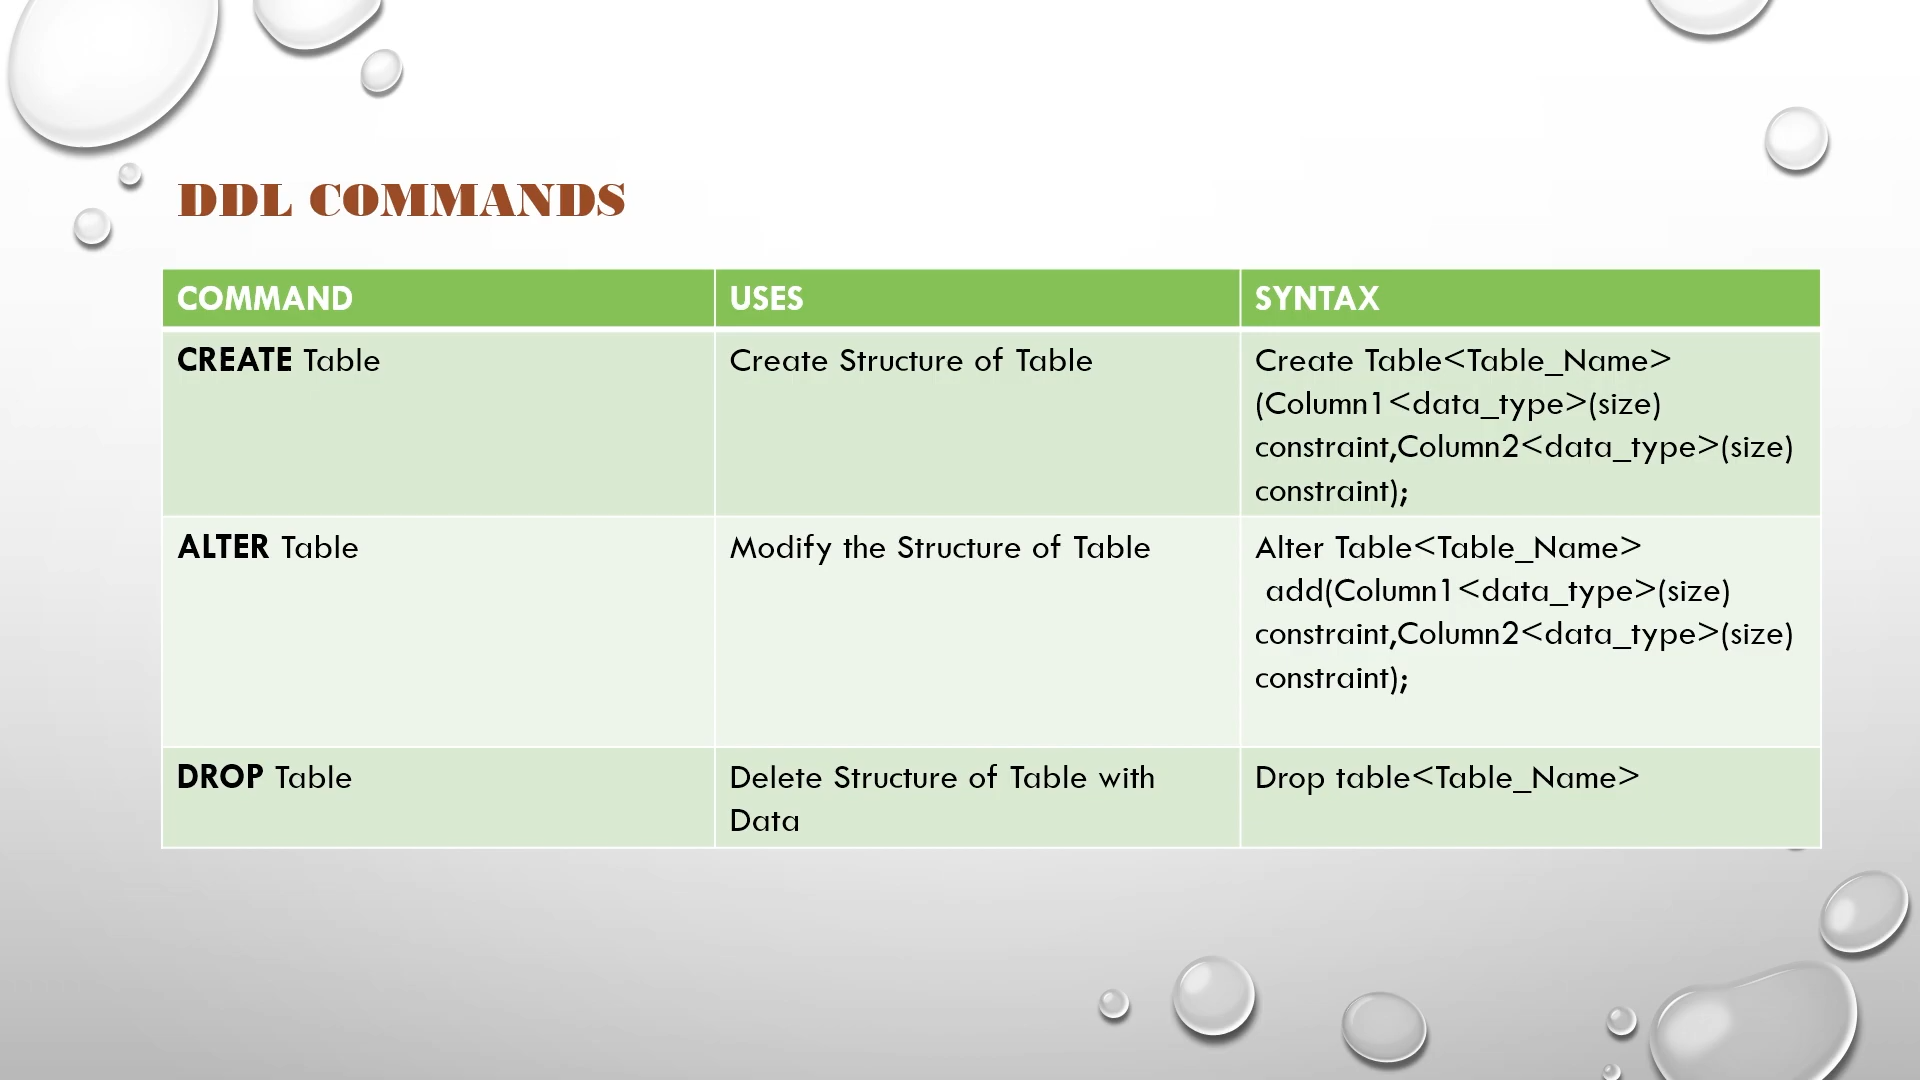 DDL COMMANDS
COMMAND
USES
SYNTAX
CREATE Table
Create Structure of Table
Create Table<Table_Name>
(Column1<data_type>(size)
constraint,Column2<data_type>(size)
constraint);
ALTER Table
Modify the Structure of Table
Alter Table<Table_Name>
add(Column1<data_type>(size)
constraint,Column2<data_type>(size)
constraint);
DROP Table
Delete Structure of Table with
Data
Drop table<Table_Name>